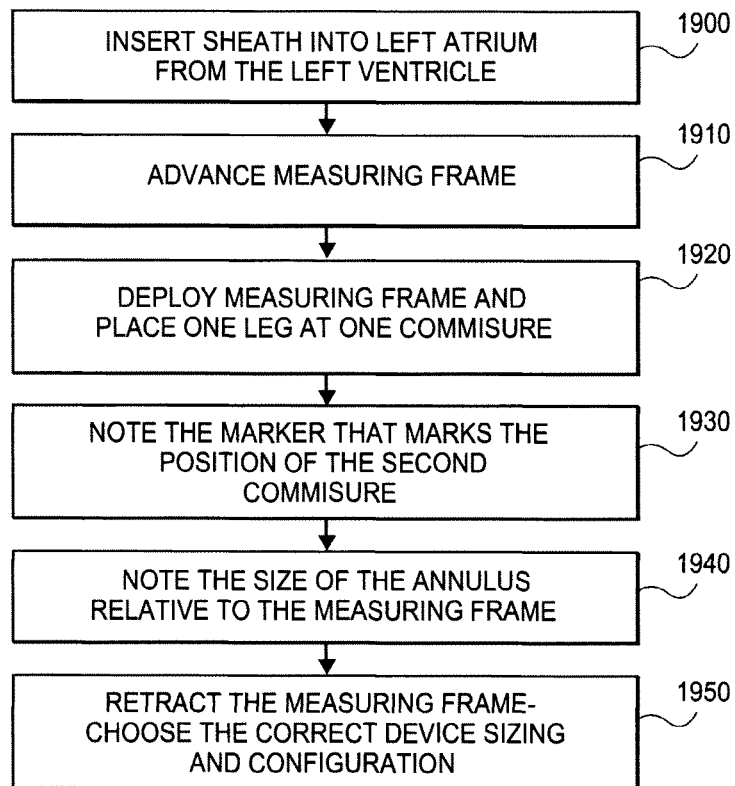 INSERT SHEATH INTO LEFT ATRIUM
FROM THE LEFT VENTRICLE
1900
ADVANCE MEASURING FRAME
1910
DEPLOY MEASURING FRAME AND
PLACE ONE LEG AT ONE COMMISURE
1920
NOTE THE MARKER THAT MARKS THE
POSITION OF THE SECOND
COMMISURE
1930
NOTE THE SIZE OF THE ANNULUS
RELATIVE TO THE MEASURING FRAME
1940
RETRACT THE MEASURING FRAME-
CHOOSE THE CORRECT DEVICE SIZING
AND CONFIGURATION
1950